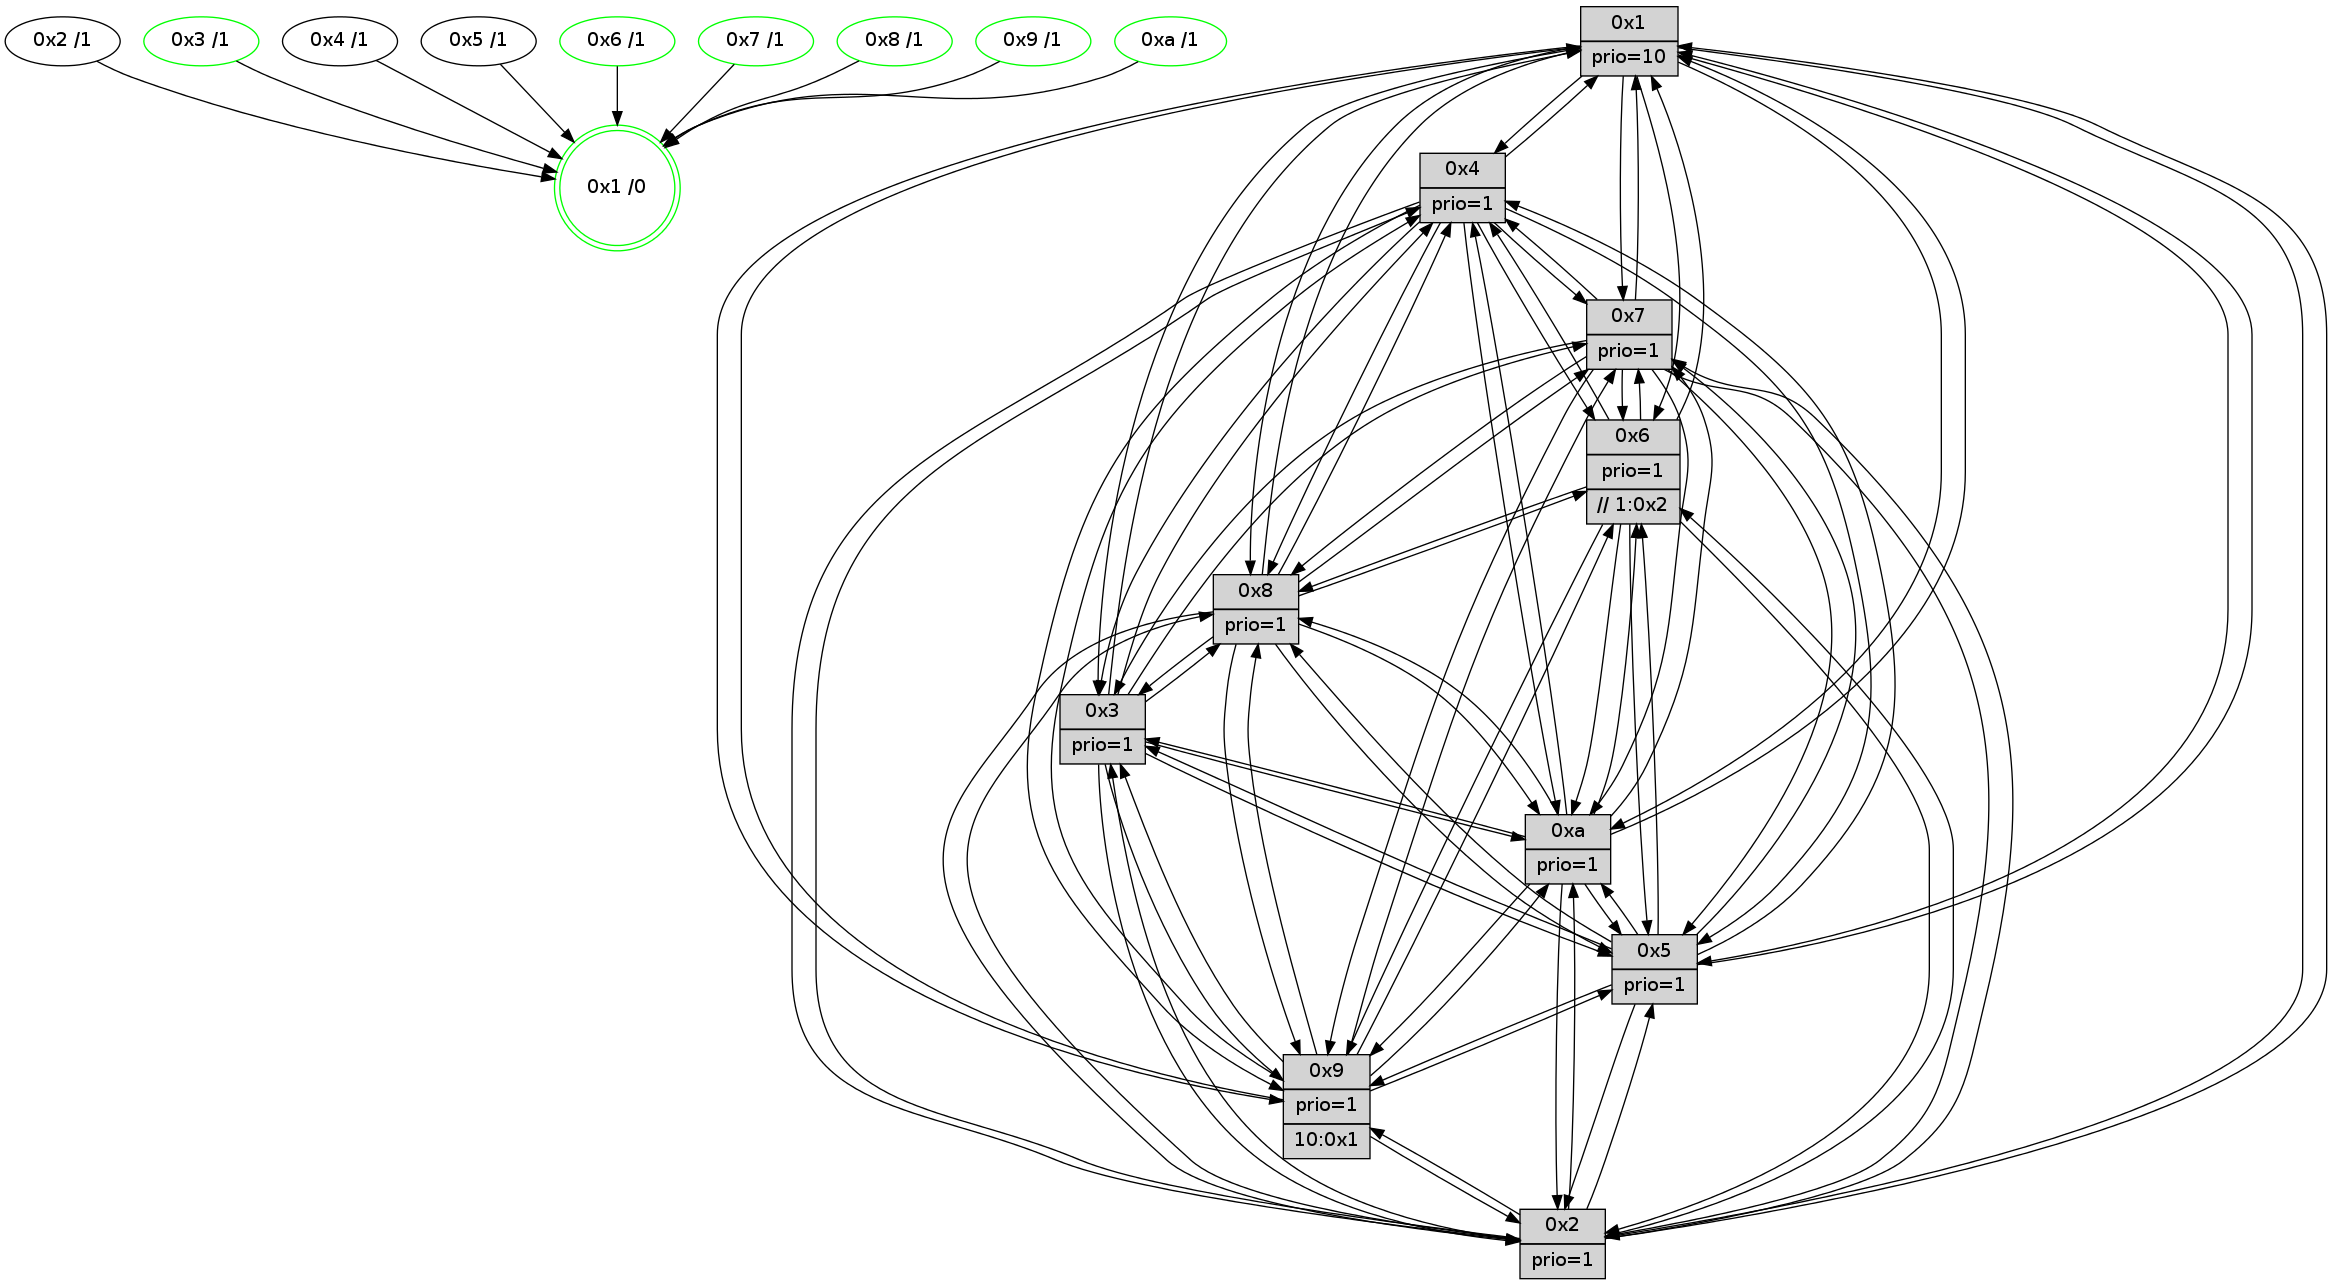 0x2 /1
0x3 /1
0x4 /1
0x5 /1
0x6 /1
0x7 /1
0x8 /1
0x9 /1
0xa /1
0x1 /0
0x1
prio=10
0x4
prio=1
0x7
prio=1
0x6
prio=1
// 1:0x2
0x8
prio=1
0x3
prio=1
0xa
prio=1
0x5
prio=1
0x9
prio=1
10:0x1
0x2
prio=1